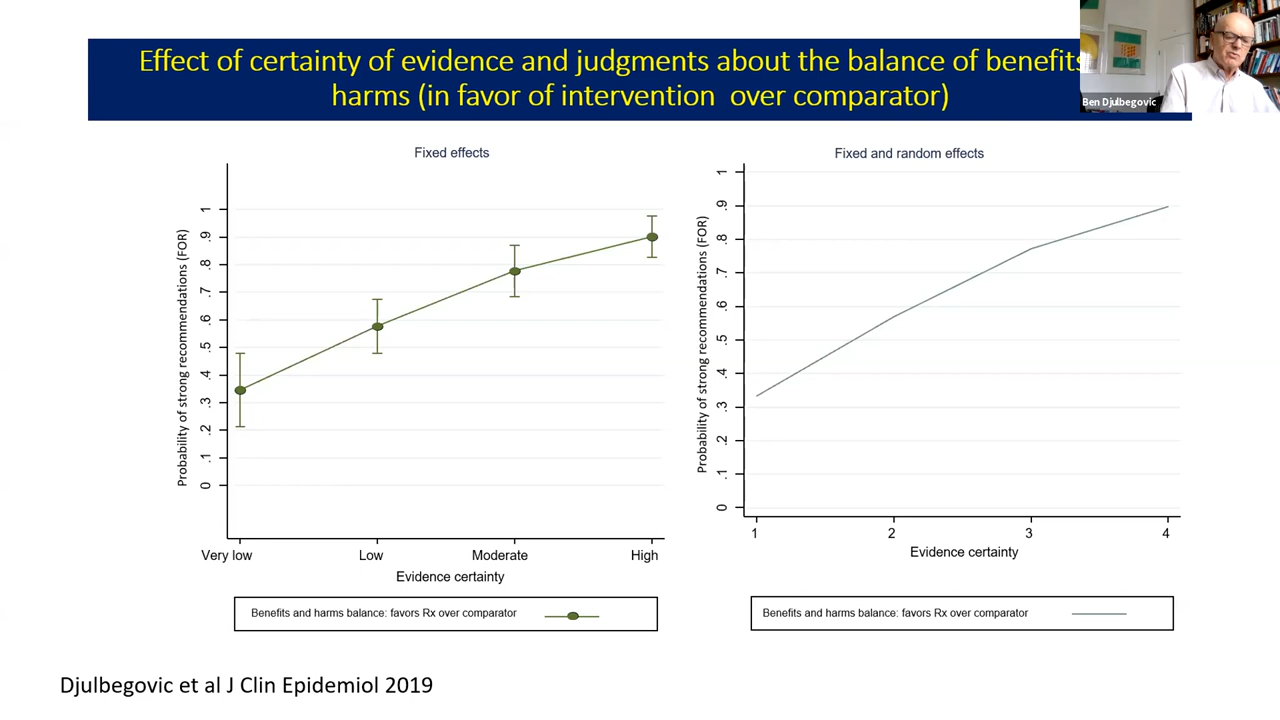 Effect of certainty of evidence and judgments about the balance of benefits
harms (in favor of intervention over comparator)
Ben Djulbegovic
Fixed effects
Probability of strong recommendations (FOR)
1
.9
.8
.7
.6
.5
.4
.3
.2
.1
0
Very low Low Moderate High
Evidence certainty
Benefits and harms balance: favors Rx over comparator
Fixed and random effects
Probability of strong recommendations (FOR)
1
.9
.8
.7
.6
.5
.4
.3
.2
.1
0
1 2 3 4
Evidence certainty
Benefits and harms balance: favors Rx over comparator
Djulbegovic et al J Clin Epidemiol 2019